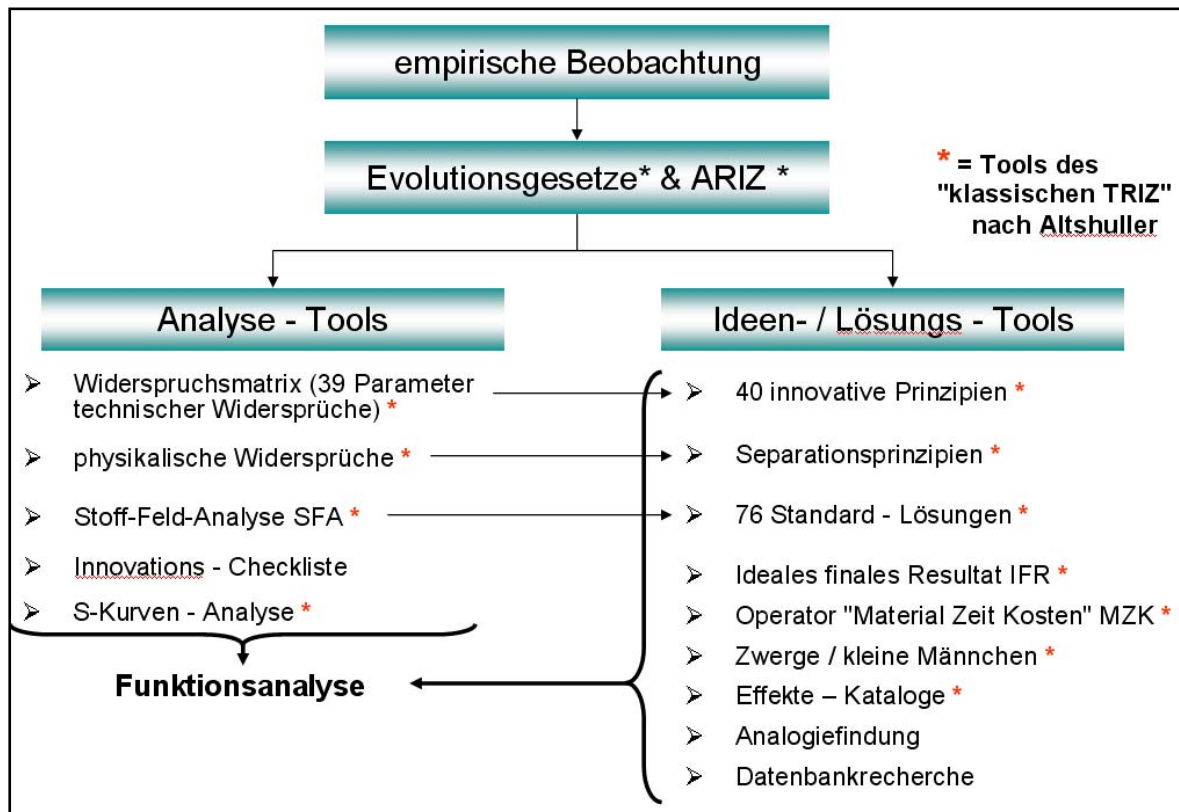 empirische Beobachtung
Evolutionsgesetze* & ARIZ *
* = Tools des
"klassischen TRIZ"
nach Altshuller
Analyse - Tools
➢ Widerspruchsmatrix (39 Parameter
technischer Widersprüche) *
➢ physikalische Widersprüche *
➢ Stoff-Feld-Analyse SFA *
➢ Innovations - Checkliste
➢ S-Kurven - Analyse *
Funktionsanalyse
Ideen- / Lösungs - Tools
➢ 40 innovative Prinzipien *
➢ Separationsprinzipien *
➢ 76 Standard - Lösungen *
➢ Ideales finales Resultat IFR *
➢ Operator "Material Zeit Kosten" MZK *
➢ Zwerge / kleine Männchen *
➢ Effekte – Kataloge *
➢ Analogiefindung
➢ Datenbankrecherche